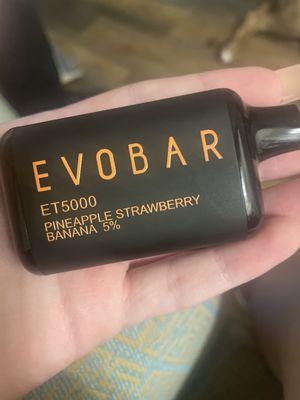 EVOBAR
ET5000
PINEAPPLE STRAWBERRY
BANANA 5%